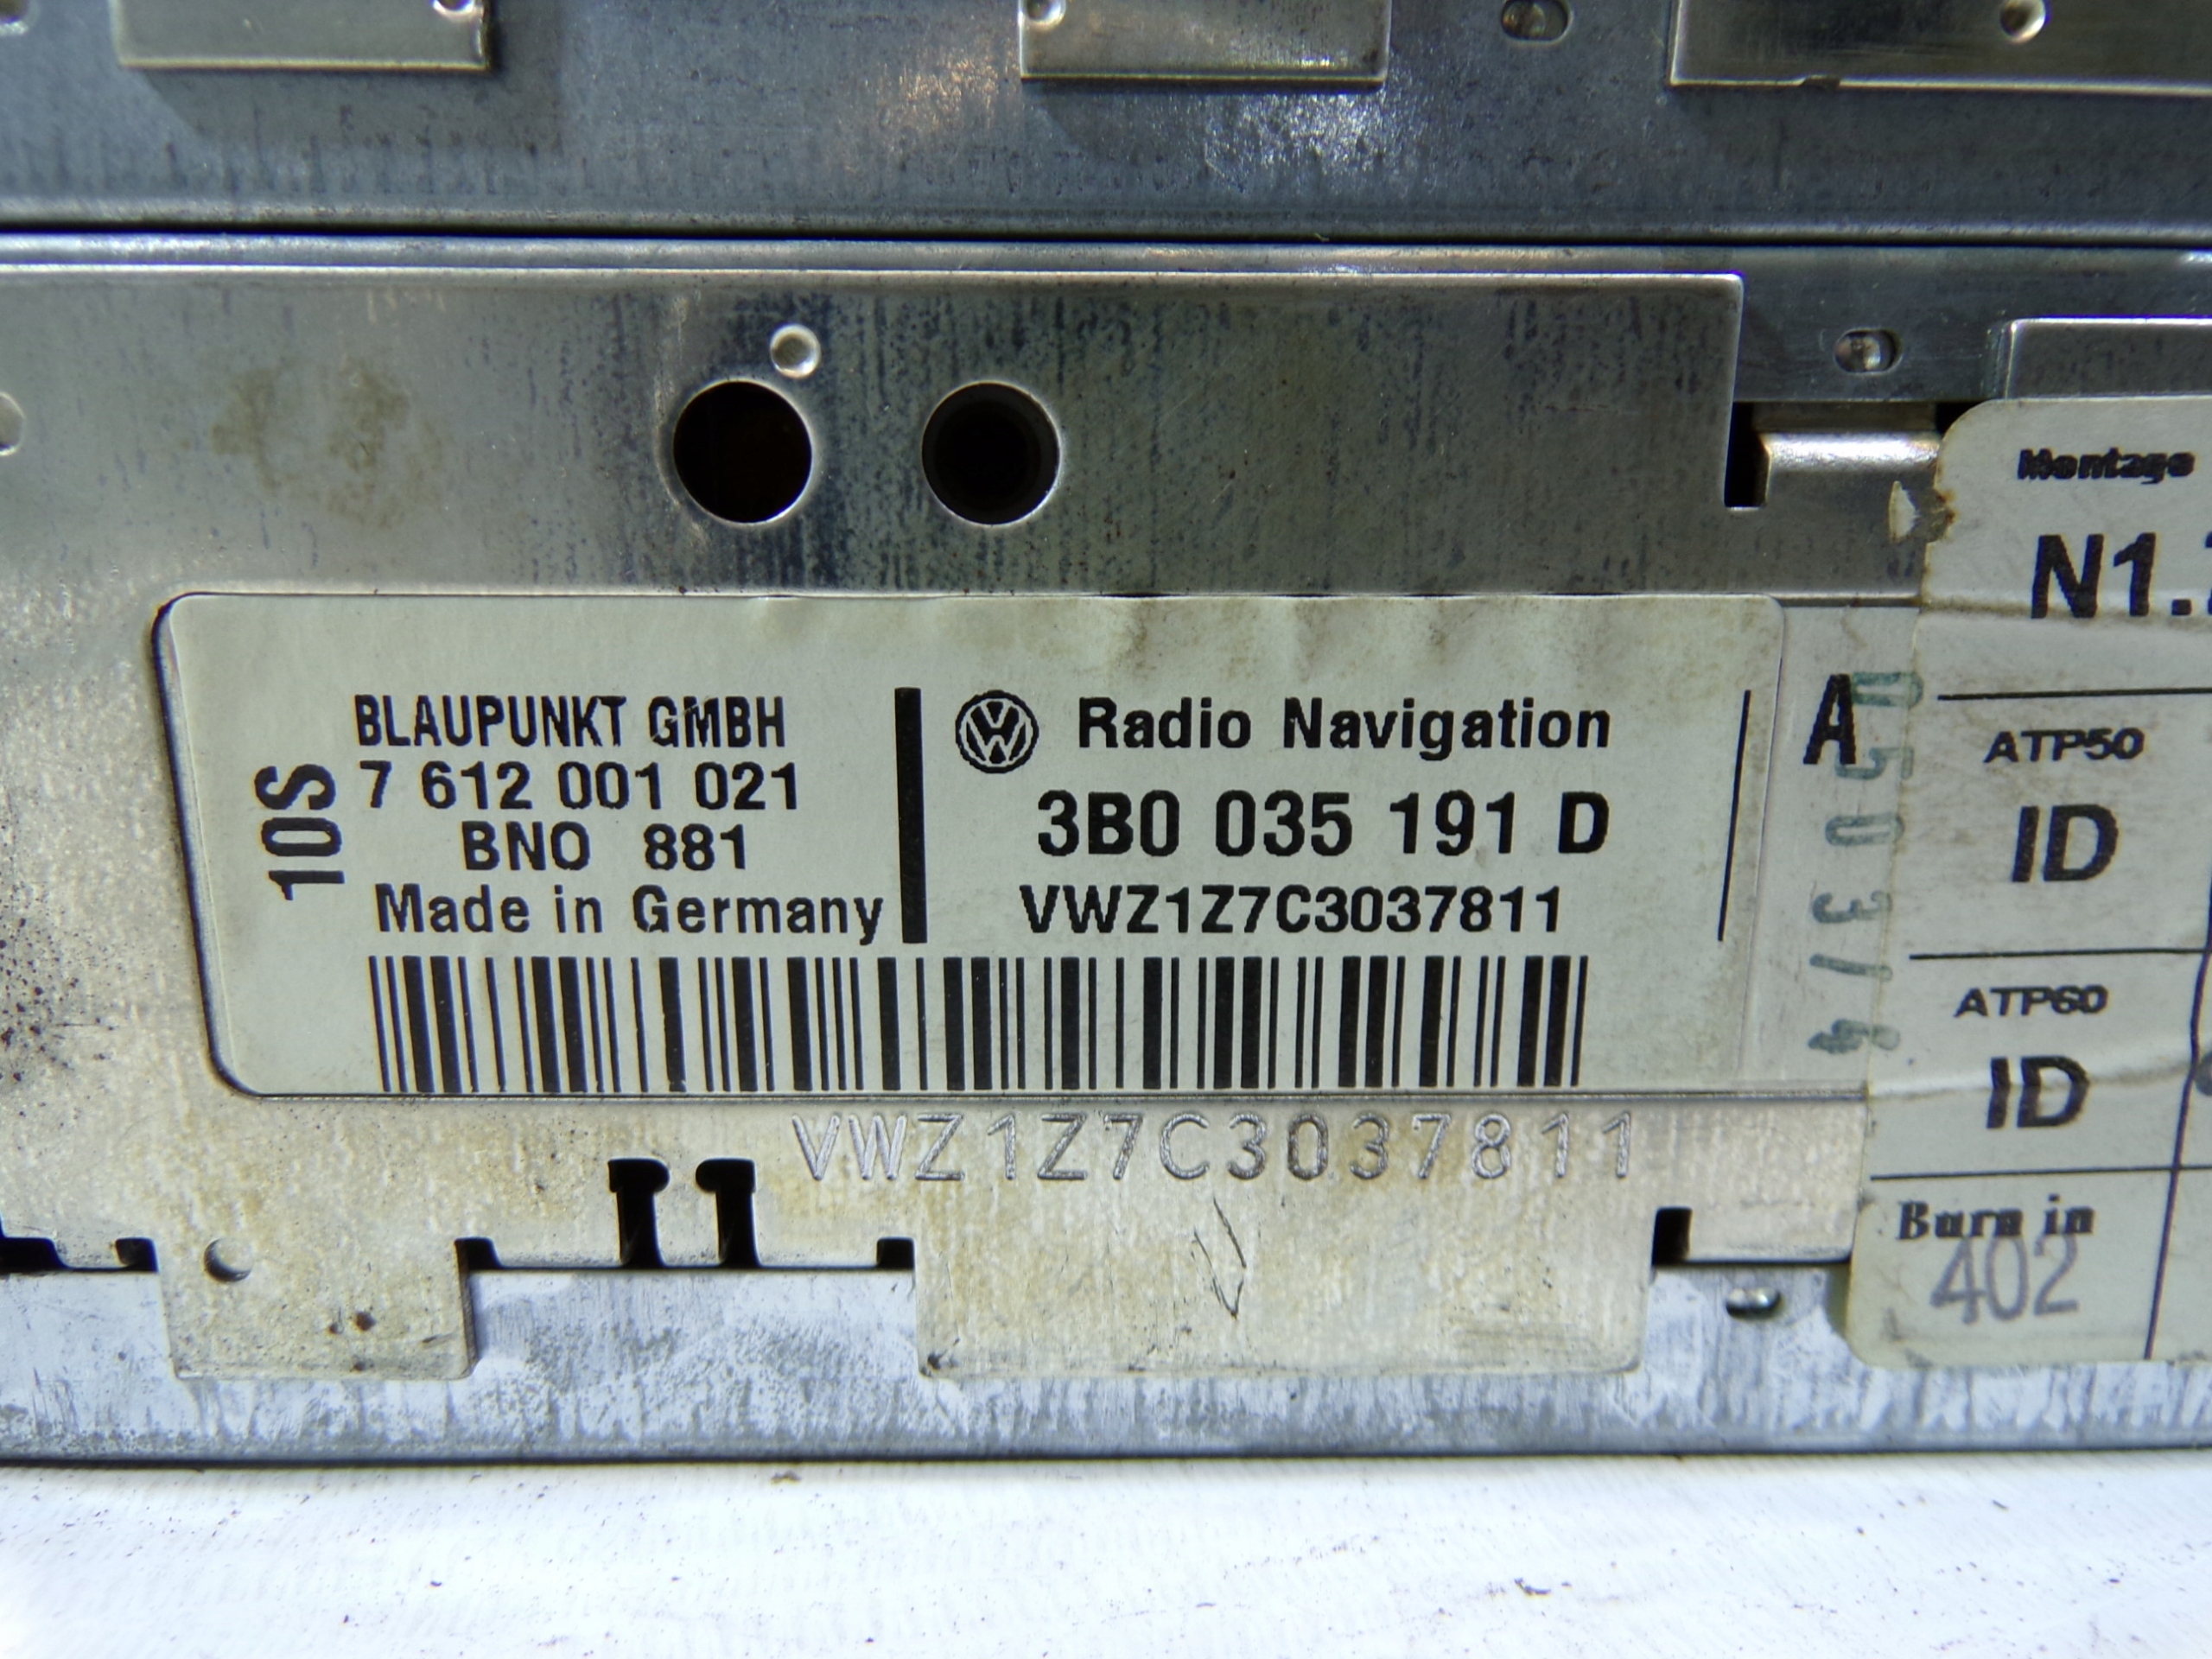 BLAUPUNKT GMBH
7 612 001 021
BNO 881
Made in Germany
10S
Radio Navigation
3B0 035 191 D
VWZ1Z7C3037811
A
VWZ1Z7C3037811
Montage
N1.
ATP50
ID
ATP60
ID
Burn in
402